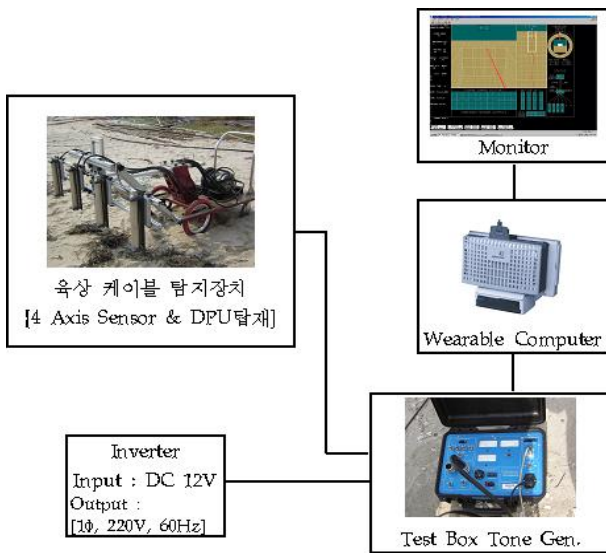 Monitor
육상 케이블 탐지장치
[4 Axis Sensor & DPU탑재]
Wearable Computer
Inverter
Input : DC 12V
Output :
[1Φ, 220V, 60Hz]
Test Box Tone Gen.